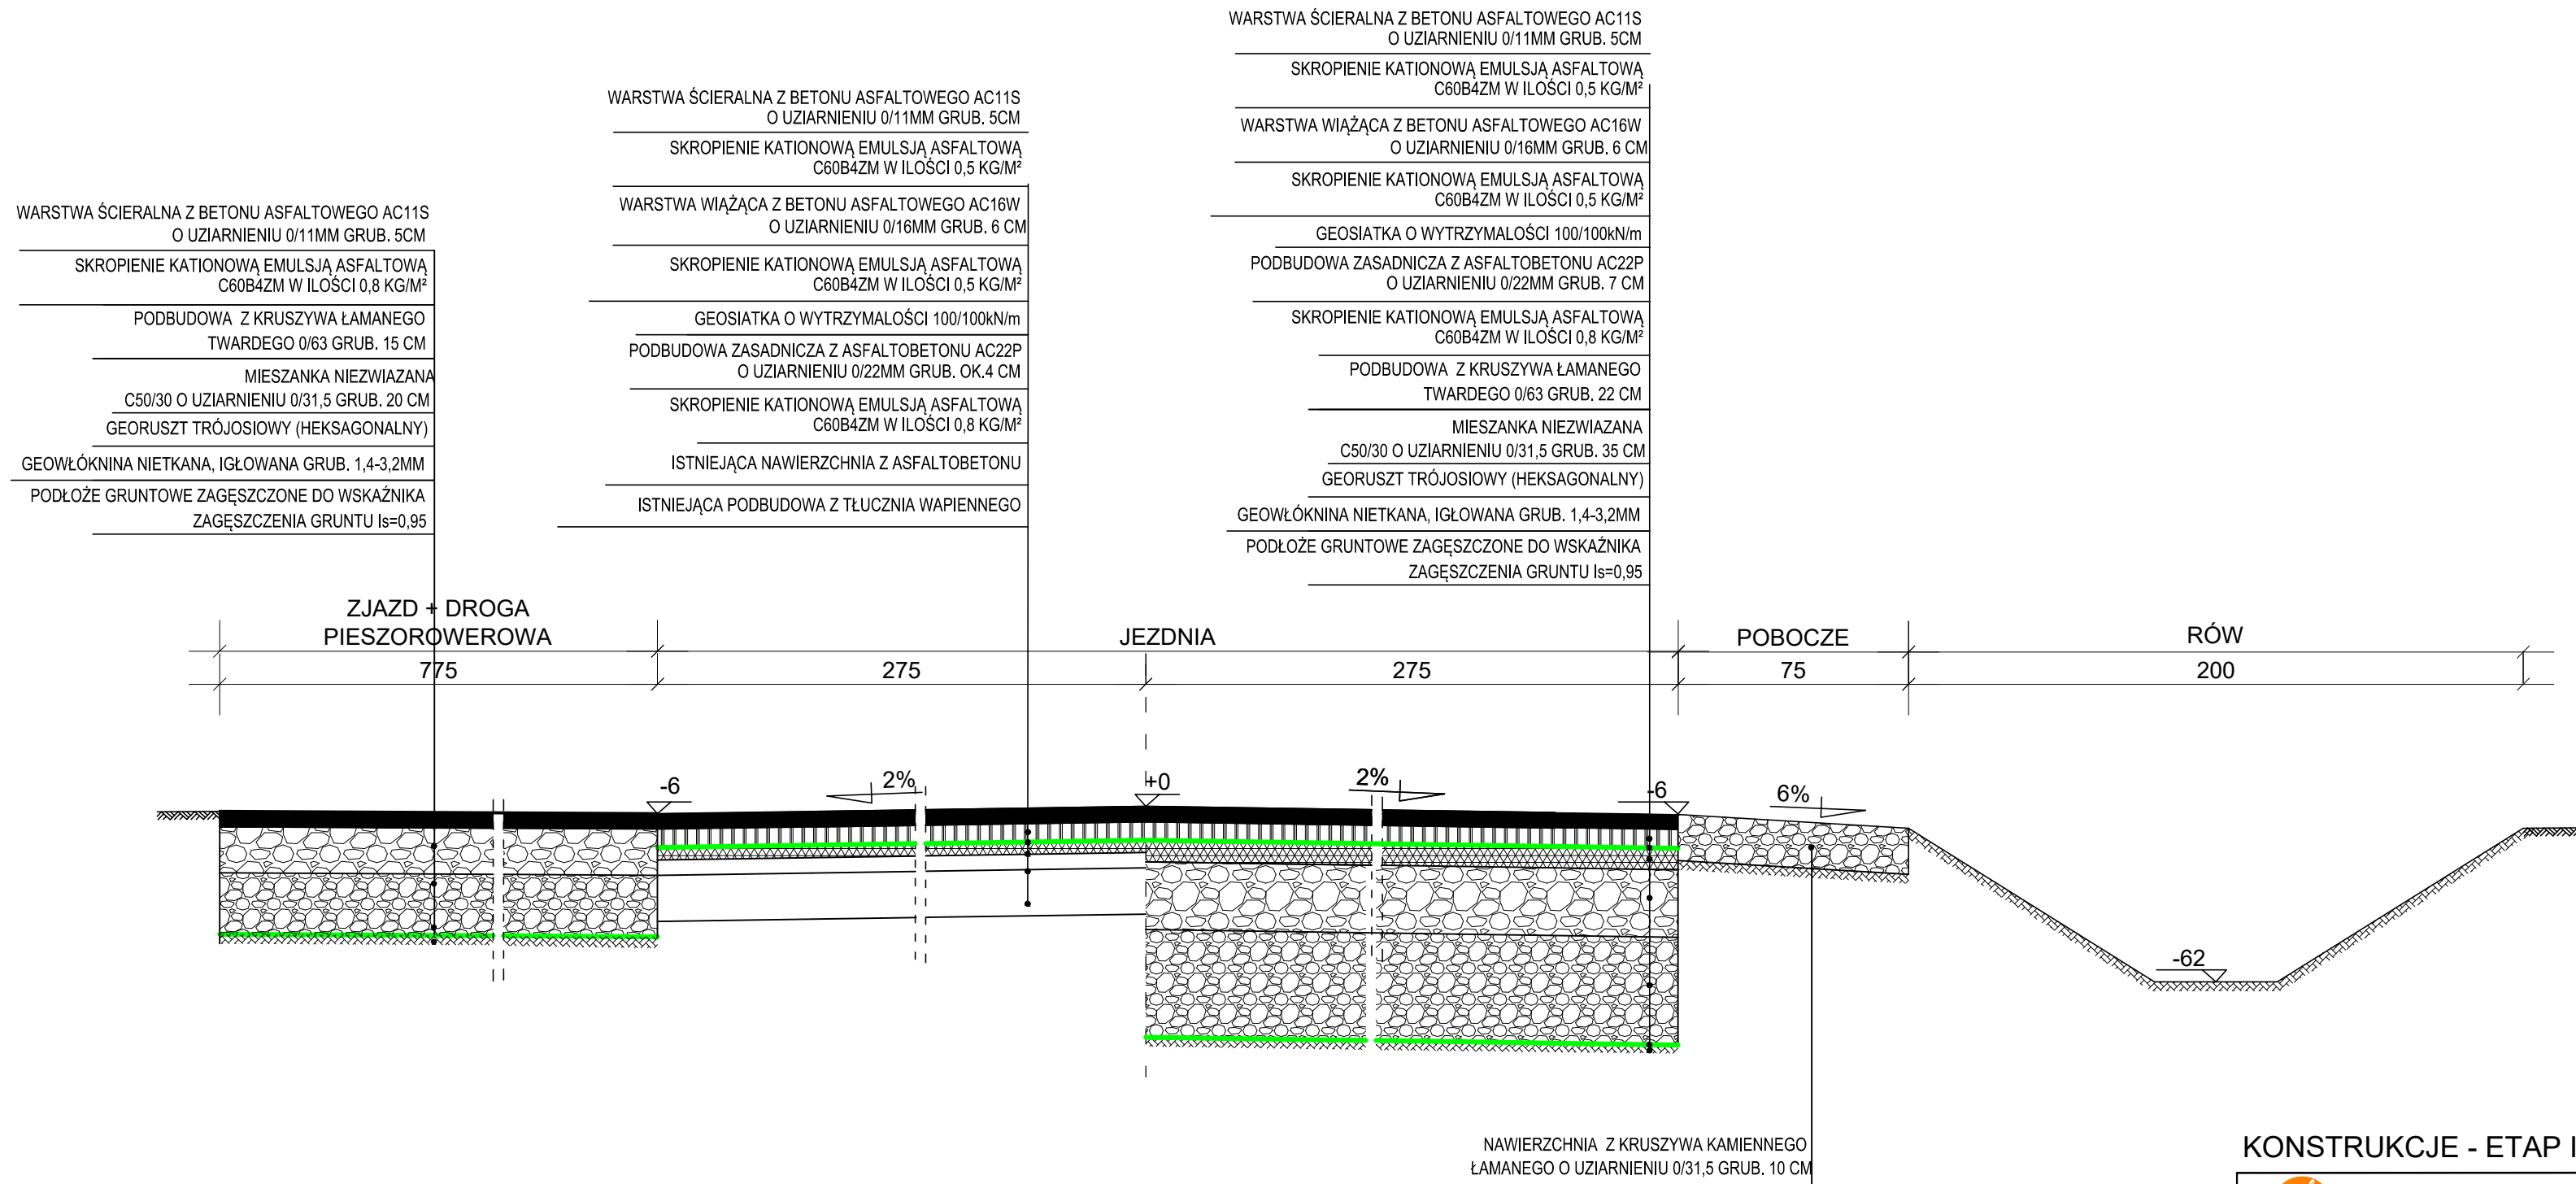 WARSTWA ŚCIERALNA Z BETONU ASFALTOWEGO AC11S
O UZIARNIENIU 0/11MM GRUB. 5CM
SKROPIENIE KATIONOWĄ EMULSJĄ ASFALTOWĄ
C60B4ZM W ILOŚCI 0,8 KG/M²
PODBUDOWA Z KRUSZYWA ŁAMANEGO
TWARDEGO 0/63 GRUB. 15 CM
MIESZANKA NIEZWIAZANA
C50/30 O UZIARNIENIU 0/31,5 GRUB. 20 CM
GEORUSZT TRÓJOSIOWY (HEKSAGONALNY)
GEOWŁÓKNINA NIETKANA, IGŁOWANA GRUB. 1,4-3,2MM
PODŁOŻE GRUNTOWE ZAGĘSZCZONE DO WSKAŹNIKA
ZAGĘSZCZENIA GRUNTU Is=0,95
WARSTWA ŚCIERALNA Z BETONU ASFALTOWEGO AC11S
O UZIARNIENIU 0/11MM GRUB. 5CM
SKROPIENIE KATIONOWĄ EMULSJĄ ASFALTOWĄ
C60B4ZM W ILOŚCI 0,5 KG/M²
WARSTWA WIĄŻĄCA Z BETONU ASFALTOWEGO AC16W
O UZIARNIENIU 0/16MM GRUB. 6 CM
SKROPIENIE KATIONOWĄ EMULSJĄ ASFALTOWĄ
C60B4ZM W ILOŚCI 0,5 KG/M²
GEOSIATKA O WYTRZYMALOŚCI 100/100kN/m
PODBUDOWA ZASADNICZA Z ASFALTOBETONU AC22P
O UZIARNIENIU 0/22MM GRUB. OK.4 CM
SKROPIENIE KATIONOWĄ EMULSJĄ ASFALTOWĄ
C60B4ZM W ILOŚCI 0,8 KG/M²
ISTNIEJĄCA NAWIERZCHNIA Z ASFALTOBETONU
ISTNIEJĄCA PODBUDOWA Z TŁUCZNIA WAPIENNEGO
WARSTWA ŚCIERALNA Z BETONU ASFALTOWEGO AC11S
O UZIARNIENIU 0/11MM GRUB. 5CM
SKROPIENIE KATIONOWĄ EMULSJĄ ASFALTOWĄ
C60B4ZM W ILOŚCI 0,5 KG/M²
WARSTWA WIĄŻĄCA Z BETONU ASFALTOWEGO AC16W
O UZIARNIENIU 0/16MM GRUB. 6 CM
SKROPIENIE KATIONOWĄ EMULSJĄ ASFALTOWĄ
C60B4ZM W ILOŚCI 0,5 KG/M²
GEOSIATKA O WYTRZYMALOŚCI 100/100kN/m
PODBUDOWA ZASADNICZA Z ASFALTOBETONU AC22P
O UZIARNIENIU 0/22MM GRUB. 7 CM
SKROPIENIE KATIONOWĄ EMULSJĄ ASFALTOWĄ
C60B4ZM W ILOŚCI 0,8 KG/M²
PODBUDOWA Z KRUSZYWA ŁAMANEGO
TWARDEGO 0/63 GRUB. 22 CM
MIESZANKA NIEZWIAZANA
C50/30 O UZIARNIENIU 0/31,5 GRUB. 35 CM
GEORUSZT TRÓJOSIOWY (HEKSAGONALNY)
GEOWŁÓKNINA NIETKANA, IGŁOWANA GRUB. 1,4-3,2MM
PODŁOŻE GRUNTOWE ZAGĘSZCZONE DO WSKAŹNIKA
ZAGĘSZCZENIA GRUNTU Is=0,95
ZJAZD + DROGA
PIESZOROWEROWA
JEZDNIA
POBOCZE
RÓW
775
275
275
75
200
-6
2%
+0
2%
-6
6%
-62
NAWIERZCHNIA Z KRUSZYWA KAMIENNEGO
ŁAMANEGO O UZIARNIENIU 0/31,5 GRUB. 10 CM
KONSTRUKCJE - ETAP I